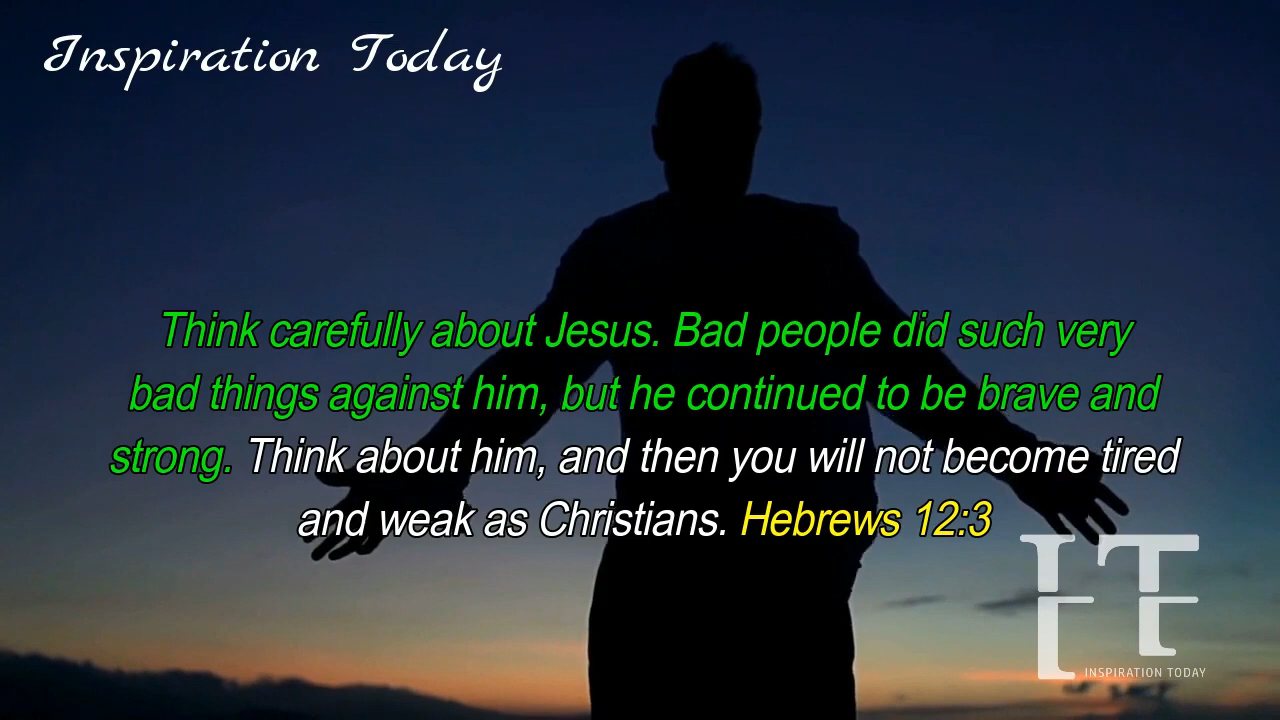 Inspiration Today
Think carefully about Jesus. Bad people did such very
bad things against him, but he continued to be brave and
strong. Think about him, and then you will not become tired
and weak as Christians. Hebrews 12:3
IT
INSPIRATION TODAY